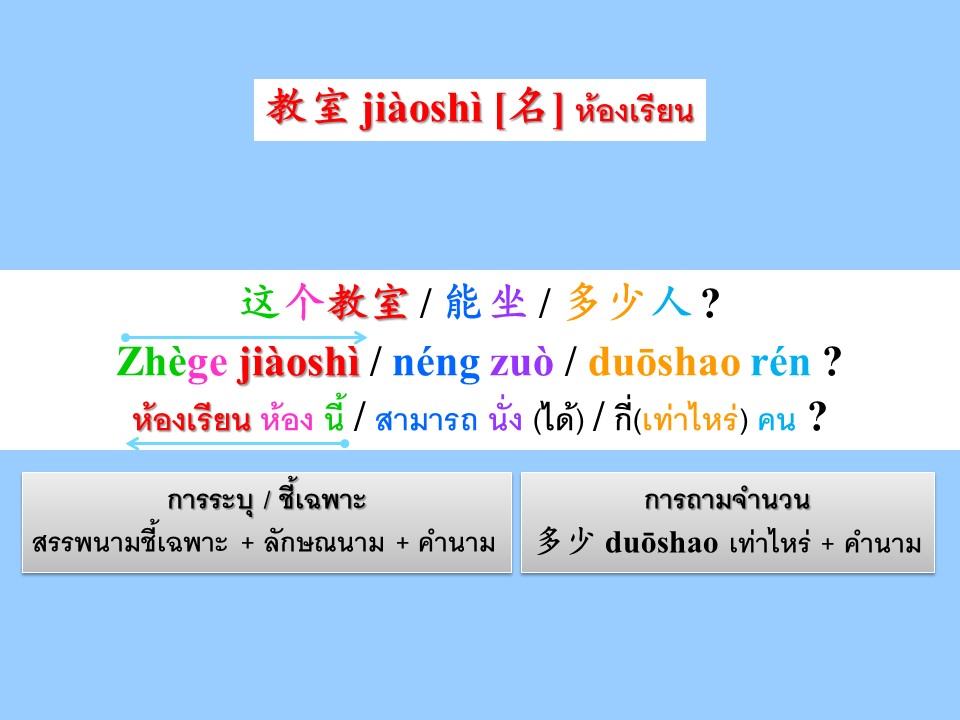 教室 jiàoshì [名] ห้องเรียน
这个教室 / 能坐 / 多少人 ?
Zhège jiàoshì / néng zuò / duōshao rén ?
ห้องเรียน ห้อง นี้ / สามารถ นั่ง (ได้) / กี่(เท่าไหร่) คน ?
การระบุ / ชี้เฉพาะ
สรรพนามชี้เฉพาะ + ลักษณนาม + คำนาม
การถามจำนวน
多少 duōshao เท่าไหร่ + คำนาม